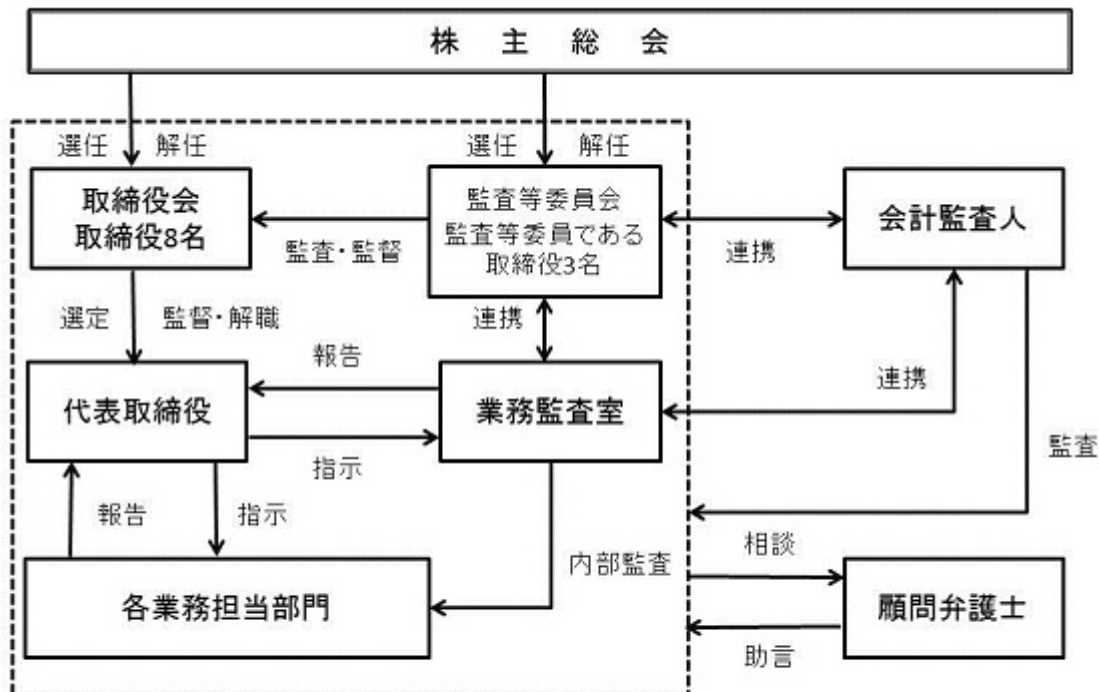 株主総会
選任 解任
選任 解任
取締役会
取締役8名
監査・監督
監査等委員会
監査等委員である
取締役3名
連携
会計監査人
選定 監督・解職
連携
報告
連携
代表取締役
業務監査室
指示
監査
報告 指示
内部監査
相談
各業務担当部門
顧問弁護士
助言